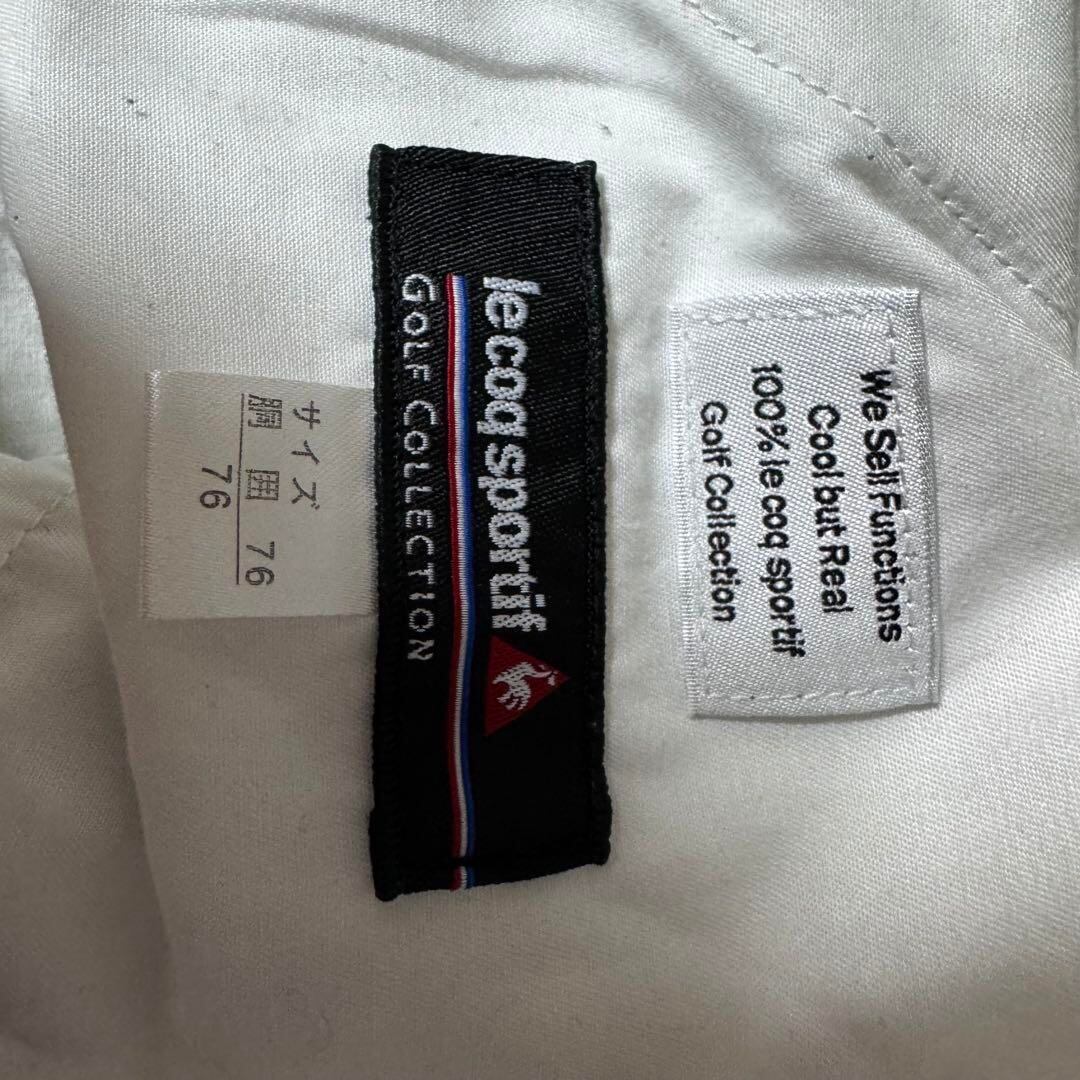 We Sell Functions
Cool but Real
100% le coq sportif
Golf Collection
le coq sportif
GOLF COLLECTION
サイズ 76
胴囲
76